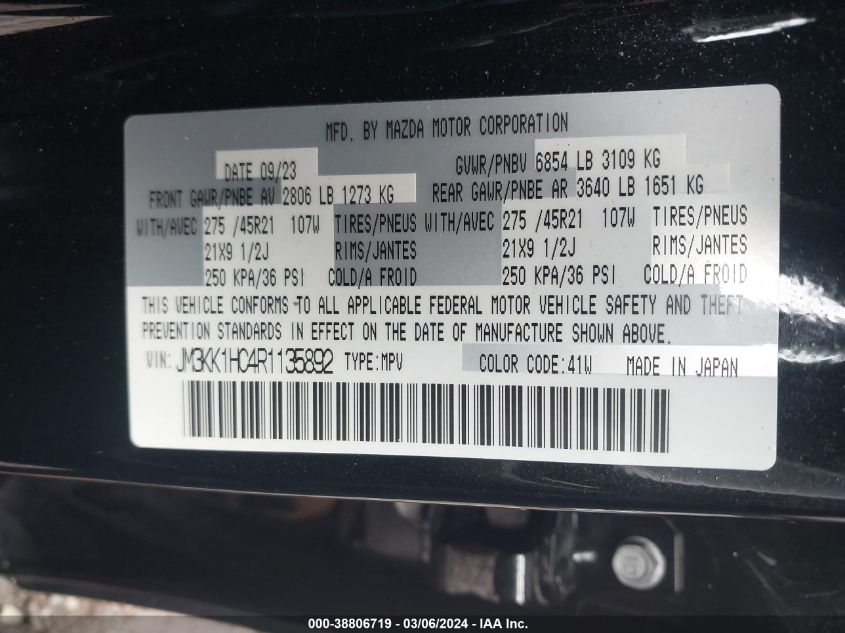 MFD. BY MAZDA MOTOR CORPORATION
DATE 09/23 GVWR/PNBV 6854 LB 3109 KG
FRONT GAWR/PNBE AV 2806 LB 1273 KG REAR GAWR/PNBE AR 3640 LB 1651 KG
WITH/AVEC 275 /45R21 107W TIRES/PNEUS WITH/AVEC 275 /45R21 107W TIRES/PNEUS
21X9 1/2J RIMS/JANTES 21X9 1/2J RIMS/JANTES
250 KPA/36 PSI COLD/A FROID 250 KPA/36 PSI COLD/A FROID
THIS VEHICLE CONFORMS TO ALL APPLICABLE FEDERAL MOTOR VEHICLE SAFETY AND THEFT
PREVENTION STANDARDS IN EFFECT ON THE DATE OF MANUFACTURE SHOWN ABOVE.
VIN: JM3KK1HC4R1135892 TYPE:MPV COLOR CODE:41W MADE IN JAPAN
000-38806719 - 03/06/2024 - IAA Inc.